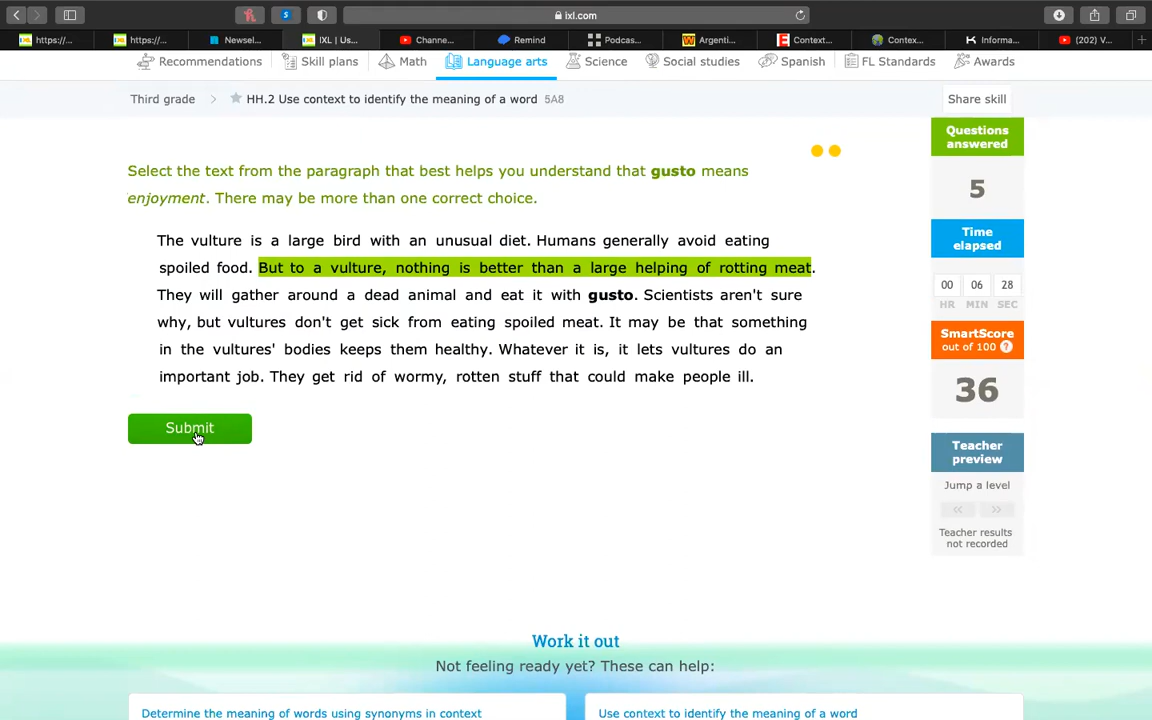 ixl.com
https://...
https://...
Newsel...
IXL | Us...
Channe...
Remind
Podcas...
Argenti...
Context...
Contex...
Informa...
(202) V...
Recommendations
Skill plans
Math
Language arts
Science
Social studies
Spanish
FL Standards
Awards
Third grade > HH.2 Use context to identify the meaning of a word 5A8
Share skill
Select the text from the paragraph that best helps you understand that gusto means
enjoyment. There may be more than one correct choice.
The vulture is a large bird with an unusual diet. Humans generally avoid eating
spoiled food. But to a vulture, nothing is better than a large helping of rotting meat.
They will gather around a dead animal and eat it with gusto. Scientists aren't sure
why, but vultures don't get sick from eating spoiled meat. It may be that something
in the vultures' bodies keeps them healthy. Whatever it is, it lets vultures do an
important job. They get rid of wormy, rotten stuff that could make people ill.
Submit
Questions
answered
5
Time
elapsed
00 06 28
HR MIN SEC
SmartScore
out of 100 ?
36
Teacher
preview
Jump a level
<< >>
Teacher results
not recorded
Work it out
Not feeling ready yet? These can help:
Determine the meaning of words using synonyms in context
Use context to identify the meaning of a word